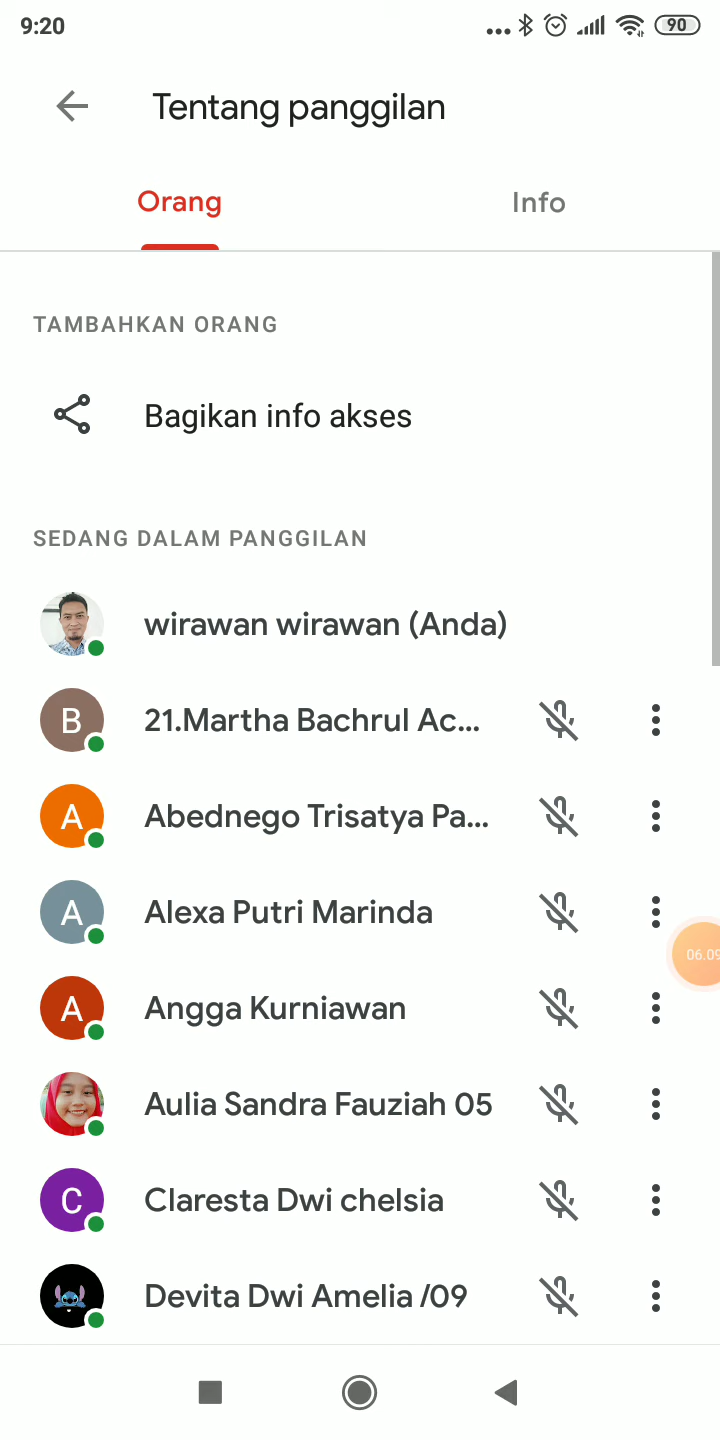 9:20
90
Tentang panggilan
Orang
Info
TAMBAHKAN ORANG
Bagikan info akses
SEDANG DALAM PANGGILAN
wirawan wirawan (Anda)
B
21.Martha Bachrul Ac...
A
Abednego Trisatya Pa...
A
Alexa Putri Marinda
06.09
A
Angga Kurniawan
Aulia Sandra Fauziah 05
C
Claresta Dwi chelsia
Devita Dwi Amelia /09